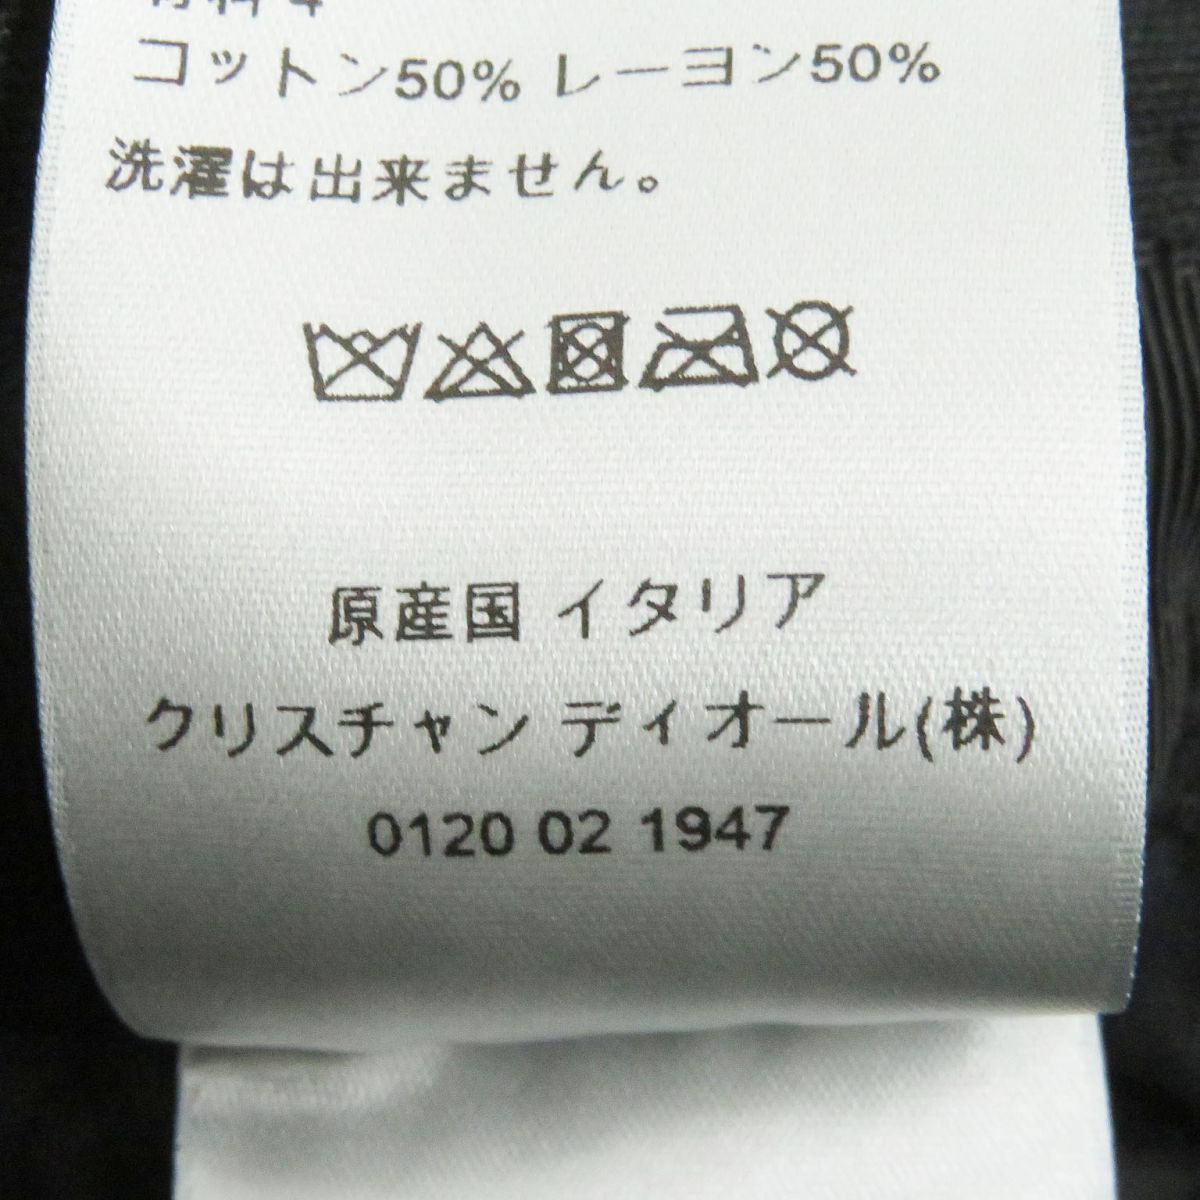 コットン50% レーヨン50%
洗濯は出来ません。
原産国 イタリア
クリスチャン ディオール(株)
0120 02 1947